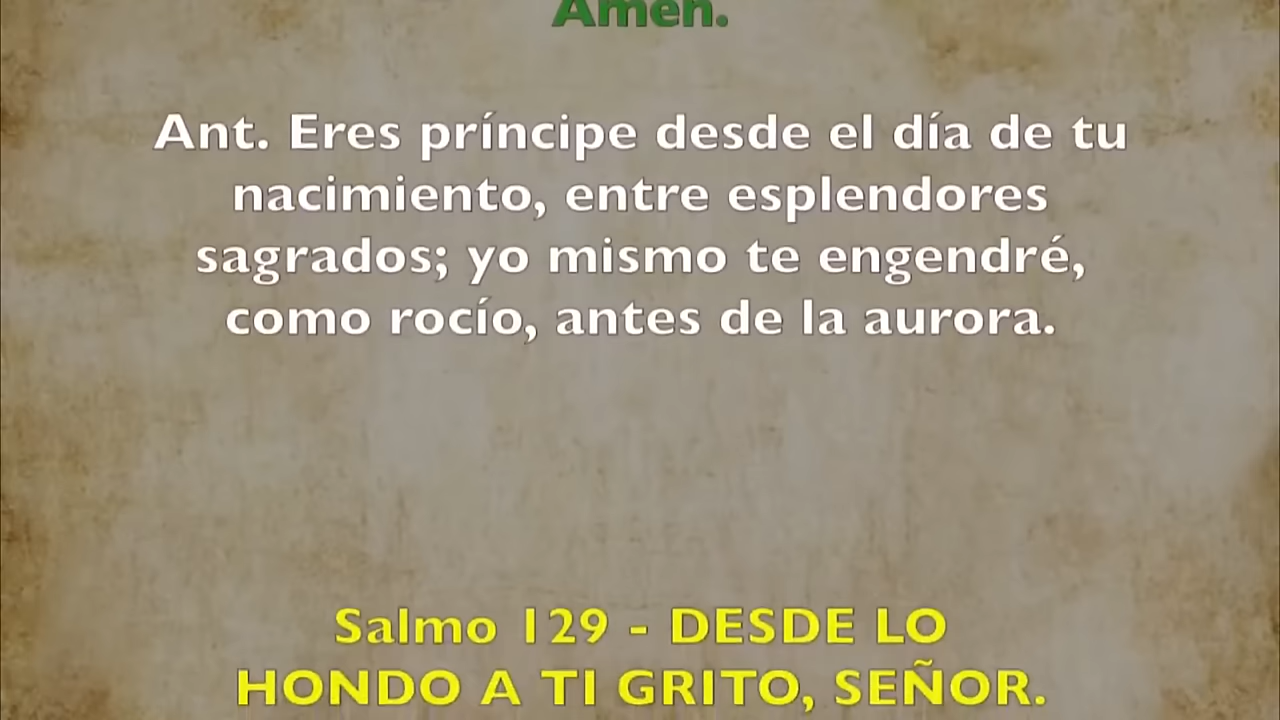 Amén.
Ant. Eres príncipe desde el día de tu
nacimiento, entre esplendores
sagrados; yo mismo te engendré,
como rocío, antes de la aurora.
Salmo 129 - DESDE LO
HONDO A TI GRITO, SEÑOR.